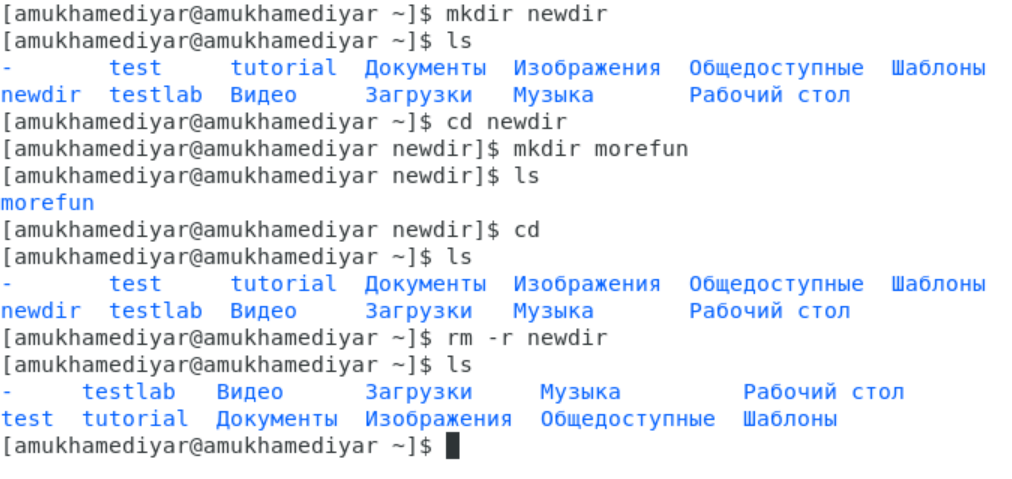 [amukhamediyar@amukhamediyar ~]$ mkdir newdir
[amukhamediyar@amukhamediyar ~]$ ls
-       test     tutorial  Документы  Изображения  Общедоступные  Шаблоны
newdir  testlab  Видео     Загрузки   Музыка       Рабочий стол
[amukhamediyar@amukhamediyar ~]$ cd newdir
[amukhamediyar@amukhamediyar newdir]$ mkdir morefun
[amukhamediyar@amukhamediyar newdir]$ ls
morefun
[amukhamediyar@amukhamediyar newdir]$ cd
[amukhamediyar@amukhamediyar ~]$ ls
-       test     tutorial  Документы  Изображения  Общедоступные  Шаблоны
newdir  testlab  Видео     Загрузки   Музыка       Рабочий стол
[amukhamediyar@amukhamediyar ~]$ rm -r newdir
[amukhamediyar@amukhamediyar ~]$ ls
-     testlab   Видео      Загрузки     Музыка         Рабочий стол
test  tutorial  Документы  Изображения  Общедоступные  Шаблоны
[amukhamediyar@amukhamediyar ~]$